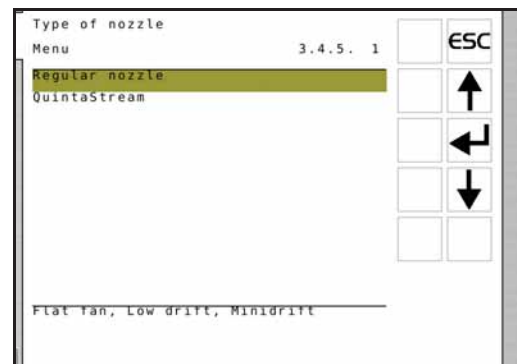 Type of nozzle
Menu 3.4.5. 1
ESC
Regular nozzle
QuintaStream
Flat fan, Low drift, Minidrift